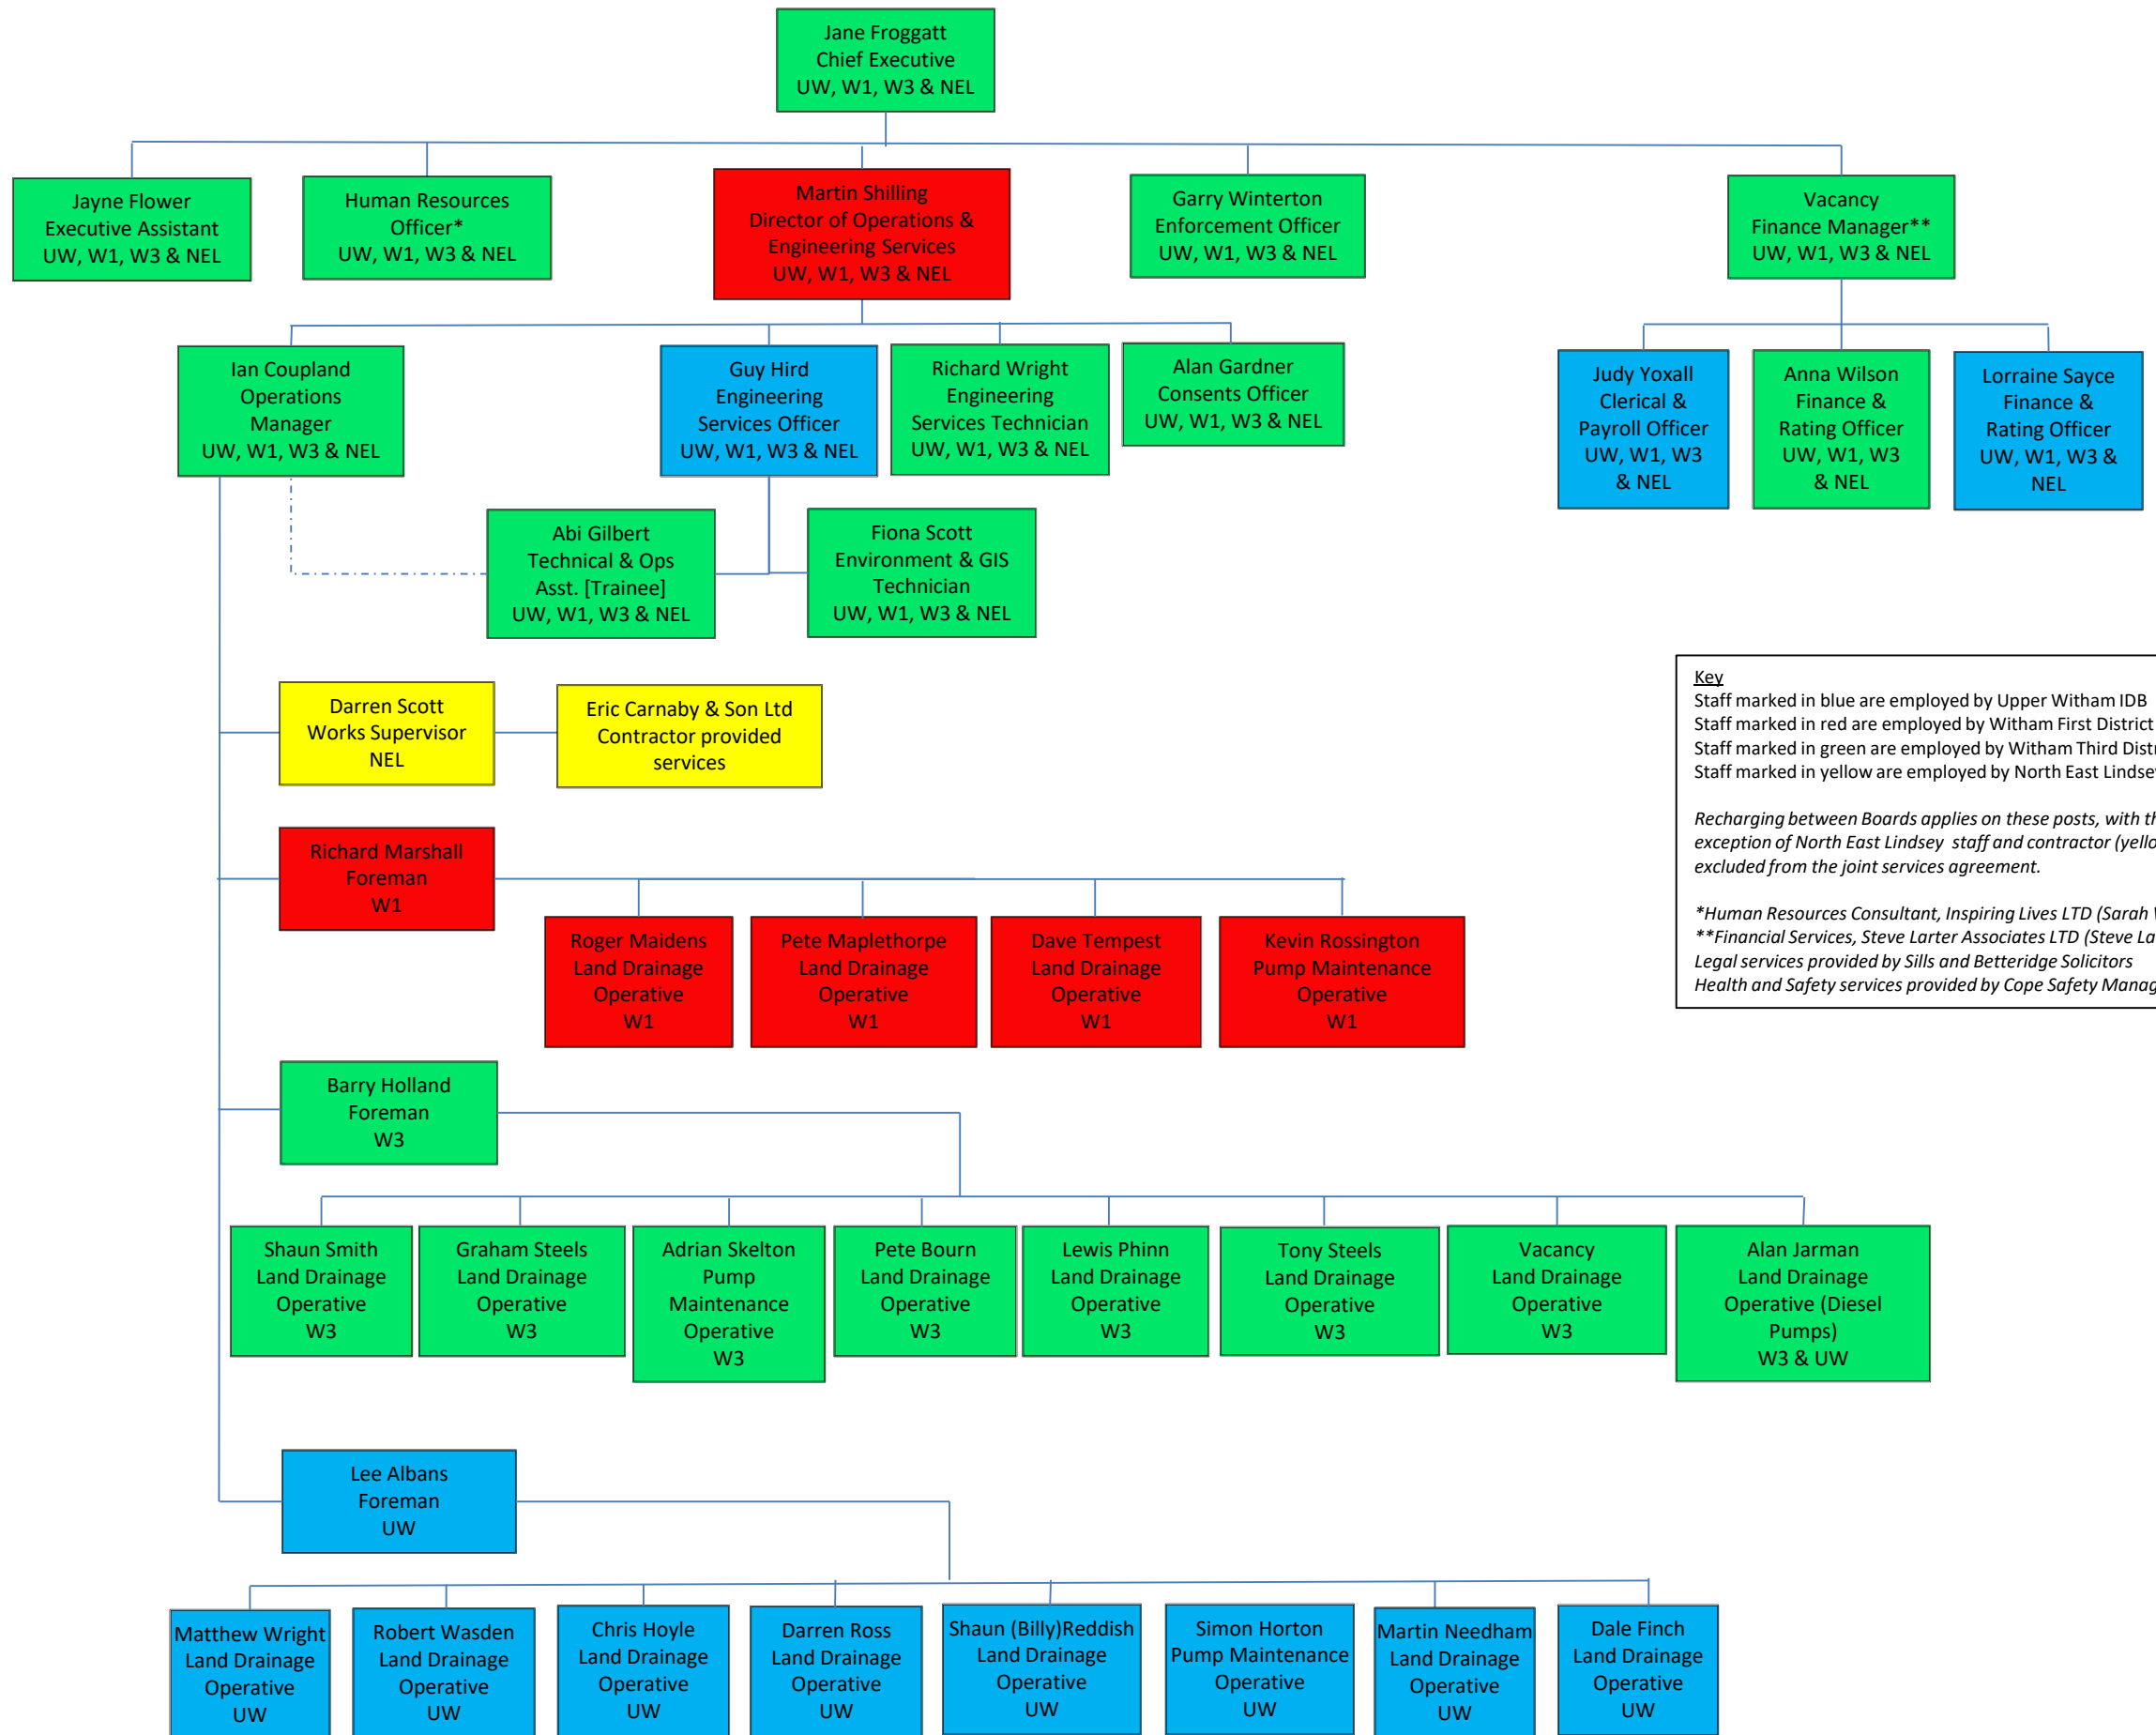 Jane Froggatt
Chief Executive
UW, W1, W3 & NEL
Jayne Flower
Executive Assistant
UW, W1, W3 & NEL
Human Resources
Officer*
UW, W1, W3 & NEL
Martin Shilling
Director of Operations &
Engineering Services
UW, W1, W3 & NEL
Garry Winterton
Enforcement Officer
UW, W1, W3 & NEL
Vacancy
Finance Manager**
UW, W1, W3 & NEL
Ian Coupland
Operations
Manager
UW, W1, W3 & NEL
Guy Hird
Engineering
Services Officer
UW, W1, W3 & NEL
Richard Wright
Engineering
Services Technician
UW, W1, W3 & NEL
Alan Gardner
Consents Officer
UW, W1, W3 & NEL
Judy Yoxall
Clerical &
Payroll Officer
UW, W1, W3
& NEL
Anna Wilson
Finance &
Rating Officer
UW, W1, W3
& NEL
Lorraine Sayce
Finance &
Rating Officer
UW, W1, W3 &
NEL
Abi Gilbert
Technical & Ops
Asst. [Trainee]
UW, W1, W3 & NEL
Fiona Scott
Environment & GIS
Technician
UW, W1, W3 & NEL
Darren Scott
Works Supervisor
NEL
Eric Carnaby & Son Ltd
Contractor provided
services
Key
Staff marked in blue are employed by Upper Witham IDB
Staff marked in red are employed by Witham First District
Staff marked in green are employed by Witham Third
Staff marked in yellow are employed by North East
Recharging between Boards applies on these posts, with
exception of North East Lindsey staff and contractor
excluded from the joint services agreement.
*Human Resources Consultant, Inspiring Lives LTD (Sarah
**Financial Services, Steve Larter Associates LTD (Steve
Legal services provided by Sills and Betteridge Solicitors
Health and Safety services provided by Cope Safety
Richard Marshall
Foreman
W1
Roger Maidens
Land Drainage
Operative
W1
Pete Maplethorpe
Land Drainage
Operative
W1
Dave Tempest
Land Drainage
Operative
W1
Kevin Rossington
Pump Maintenance
Operative
W1
Barry Holland
Foreman
W3
Shaun Smith
Land Drainage
Operative
W3
Graham Steels
Land Drainage
Operative
W3
Adrian Skelton
Pump
Maintenance
Operative
W3
Pete Bourn
Land Drainage
Operative
W3
Lewis Phinn
Land Drainage
Operative
W3
Tony Steels
Land Drainage
Operative
W3
Vacancy
Land Drainage
Operative
W3
Alan Jarman
Land Drainage
Operative (Diesel
Pumps)
W3 & UW
Lee Albans
Foreman
UW
Matthew Wright
Land Drainage
Operative
UW
Robert Wasden
Land Drainage
Operative
UW
Chris Hoyle
Land Drainage
Operative
UW
Darren Ross
Land Drainage
Operative
UW
Shaun (Billy)Reddish
Land Drainage
Operative
UW
Simon Horton
Pump Maintenance
Operative
UW
Martin Needham
Land Drainage
Operative
UW
Dale Finch
Land Drainage
Operative
UW